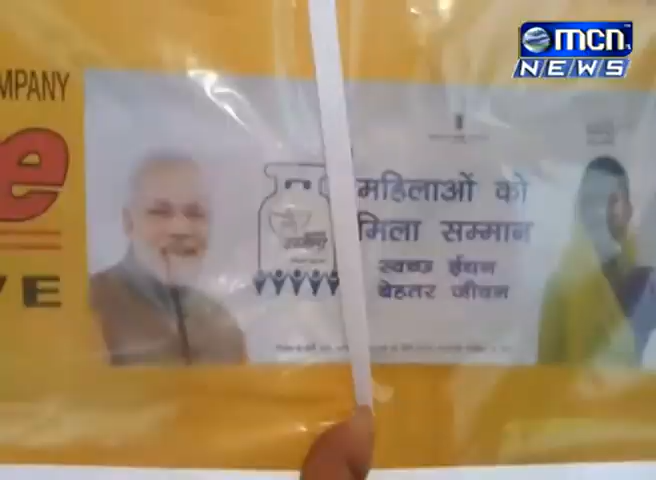 mcn
NEWS
MPANY
e
VE
महिलाओं को
मिला सम्मान
स्वच्छ ईंधन
बेहतर जीवन